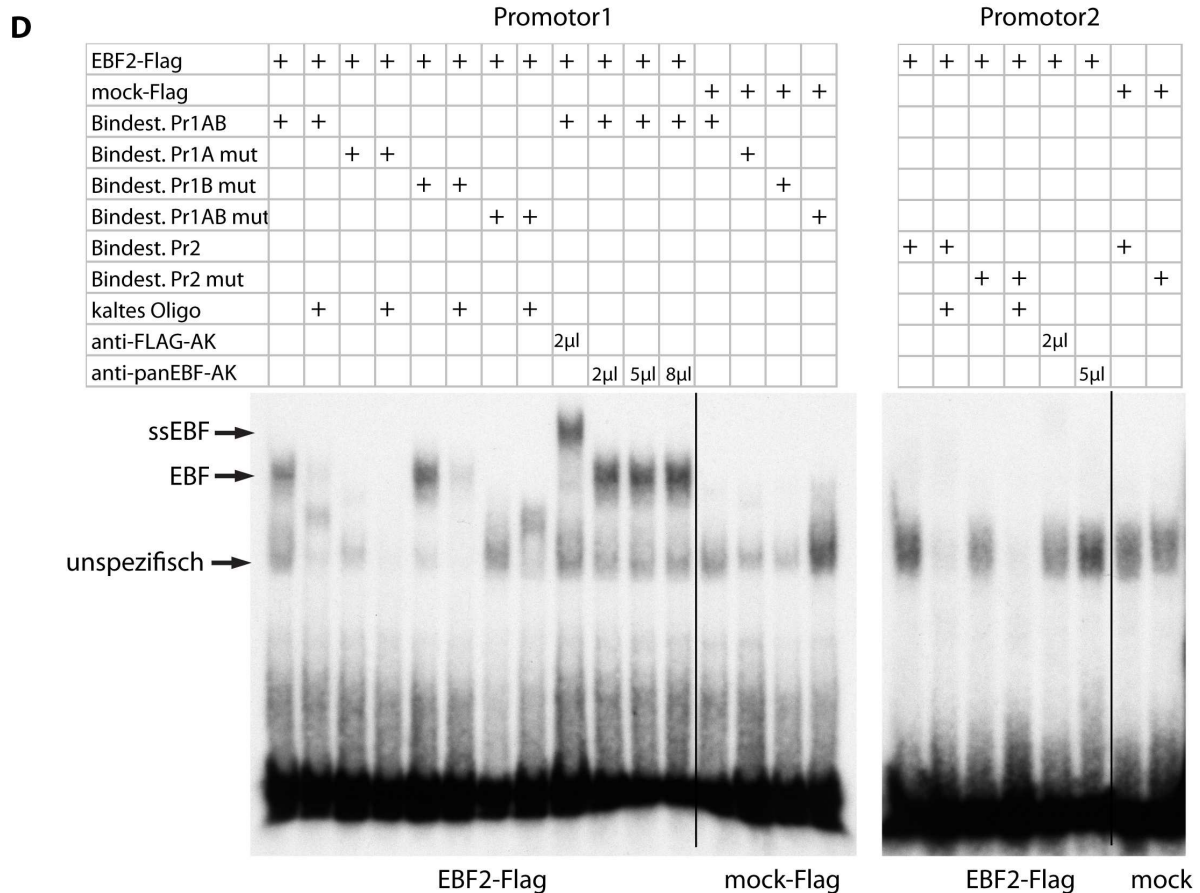 D
Promotor1 Promotor2
EBF2-Flag + + + + + + + + + + + + + + + + + +
mock-Flag + + + + + +
Bindest. Pr1AB + + + + + + +
Bindest. Pr1A mut + + +
Bindest. Pr1B mut + + +
Bindest. Pr1AB mut + + +
Bindest. Pr2 + + +
Bindest. Pr2 mut + + +
kaltes Oligo + + + + + +
anti-FLAG-AK 2µl 2µl
anti-panEBF-AK 2µl 5µl 8µl 5µl
ssEBF
EBF
unspezifisch
EBF2-Flag mock-Flag EBF2-Flag mock